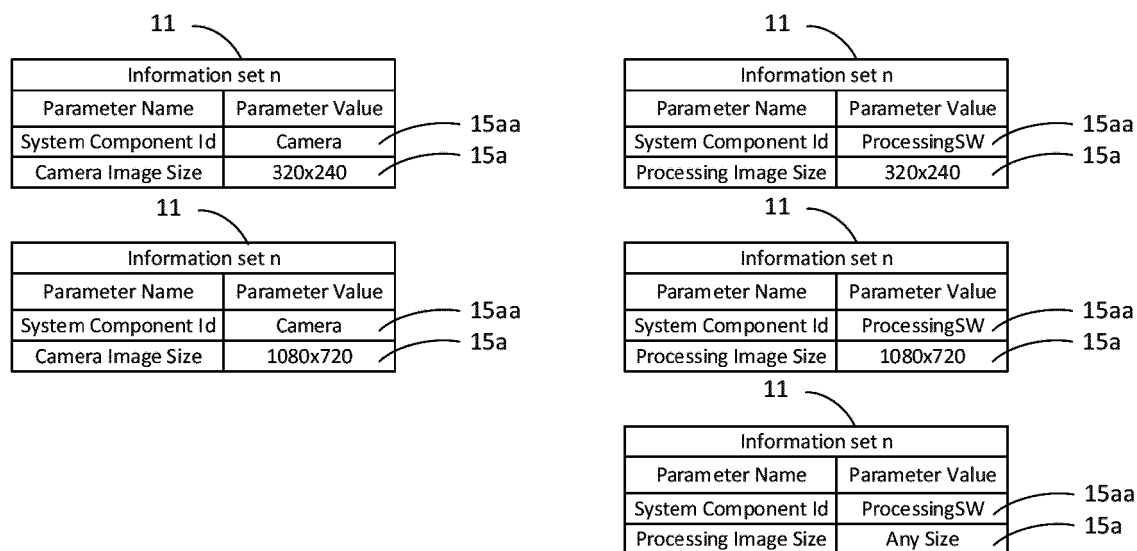 11
Information set n
Parameter Name Parameter Value
System Component Id Camera 15aa
Camera Image Size 320x240 15a
11
Information set n
Parameter Name Parameter Value
System Component Id Camera 15aa
Camera Image Size 1080x720 15a
11
Information set n
Parameter Name Parameter Value
System Component Id ProcessingSW 15aa
Processing Image Size 320x240 15a
11
Information set n
Parameter Name Parameter Value
System Component Id ProcessingSW 15aa
Processing Image Size 1080x720 15a
11
Information set n
Parameter Name Parameter Value
System Component Id ProcessingSW 15aa
Processing Image Size Any Size 15a